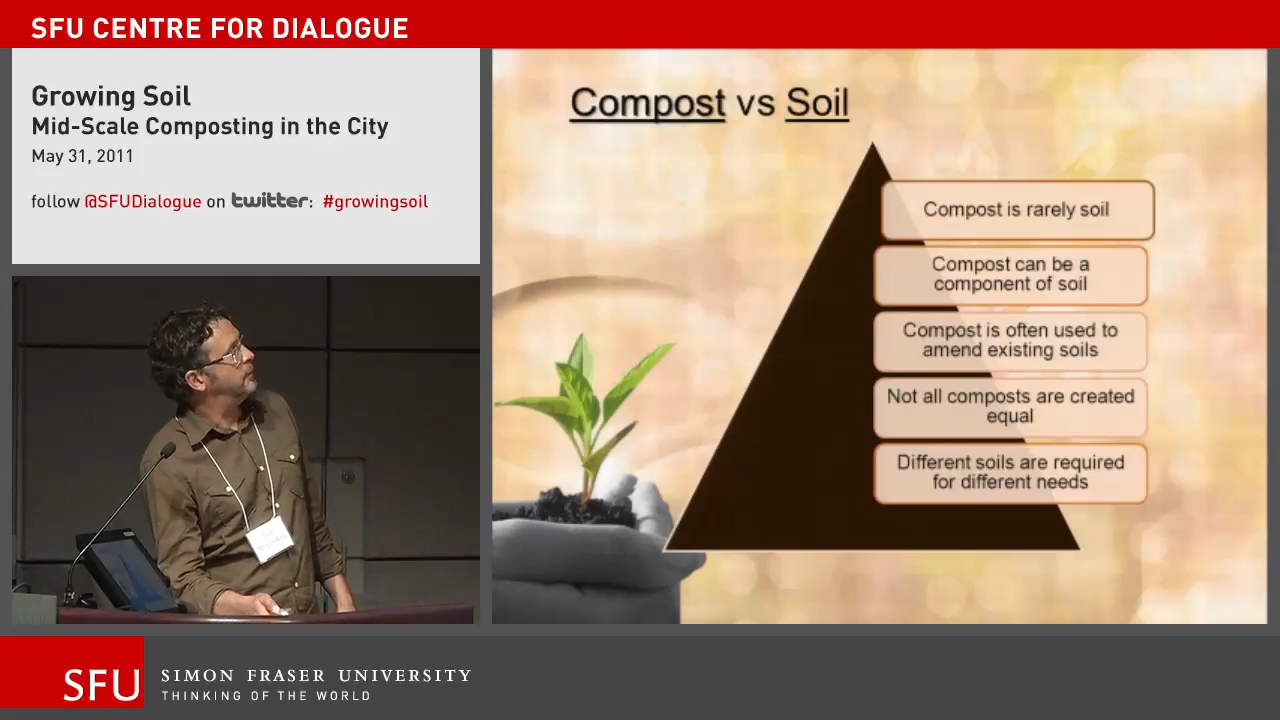 SFU CENTRE FOR DIALOGUE
Growing Soil
Mid-Scale Composting in the City
May 31, 2011
follow @SFUDialogue on twitter: #growingsoil
Compost vs Soil
Compost is rarely soil
Compost can be a
component of soil
Compost is often used to
amend existing soils
Not all composts are created
equal
Different soils are required
for different needs
SFU
SIMON FRASER UNIVERSITY
THINKING OF THE WORLD